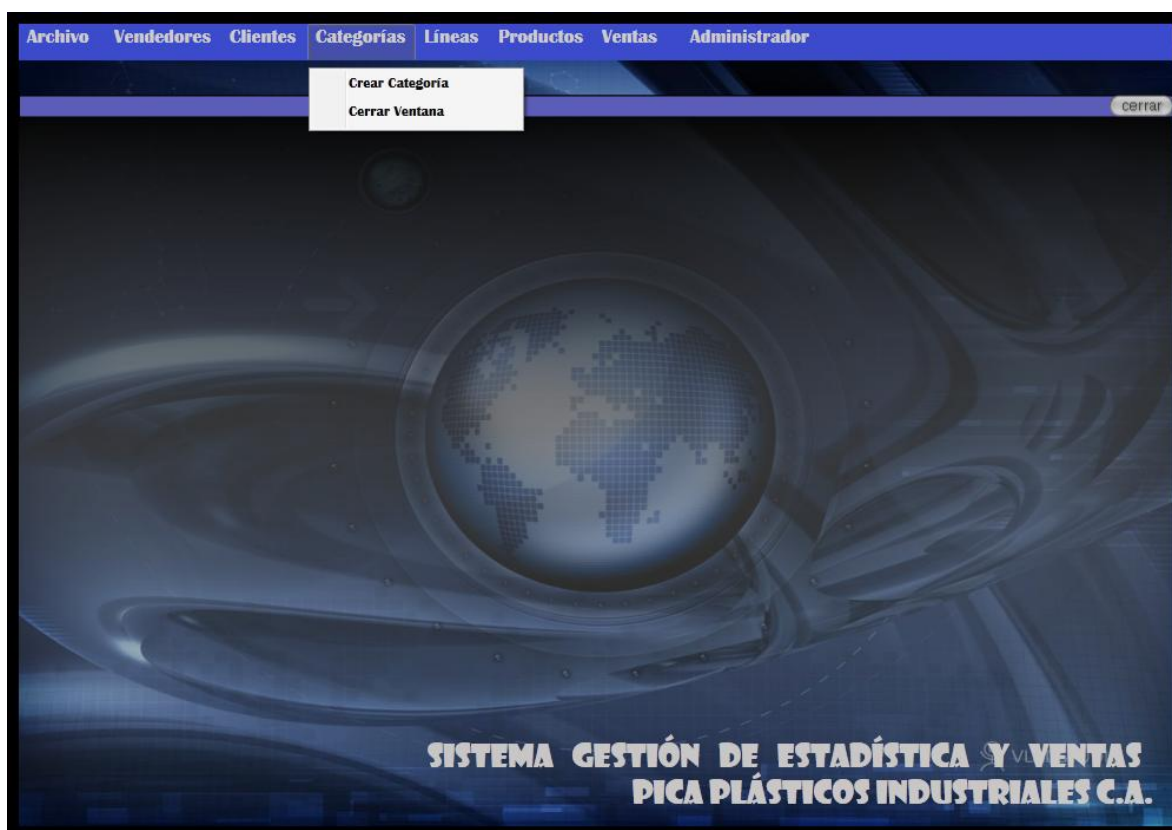 Archivo Vendedores Clientes Categorías Líneas Productos Ventas Administrador
Crear Categoría
Cerrar Ventana
cerrar
SISTEMA GESTIÓN DE ESTADÍSTICA Y VENTAS
PICA PLÁSTICOS INDUSTRIALES C.A.